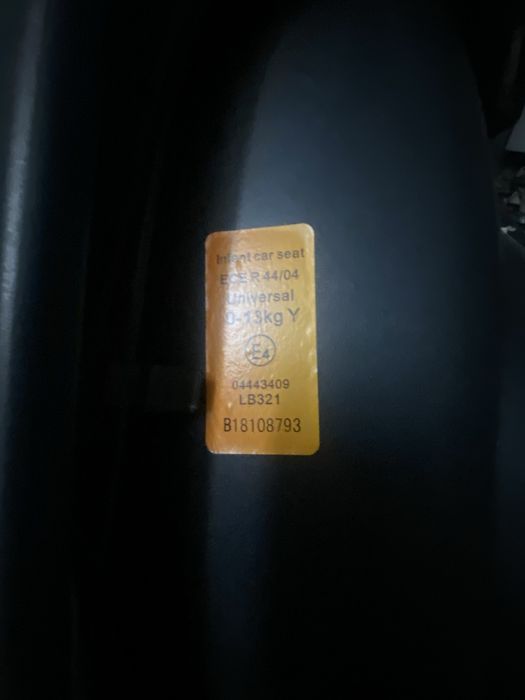 Infant car seat
ECE R 44/04
Universal
0-13kg Y
E4
04443409
LB321
B18108793